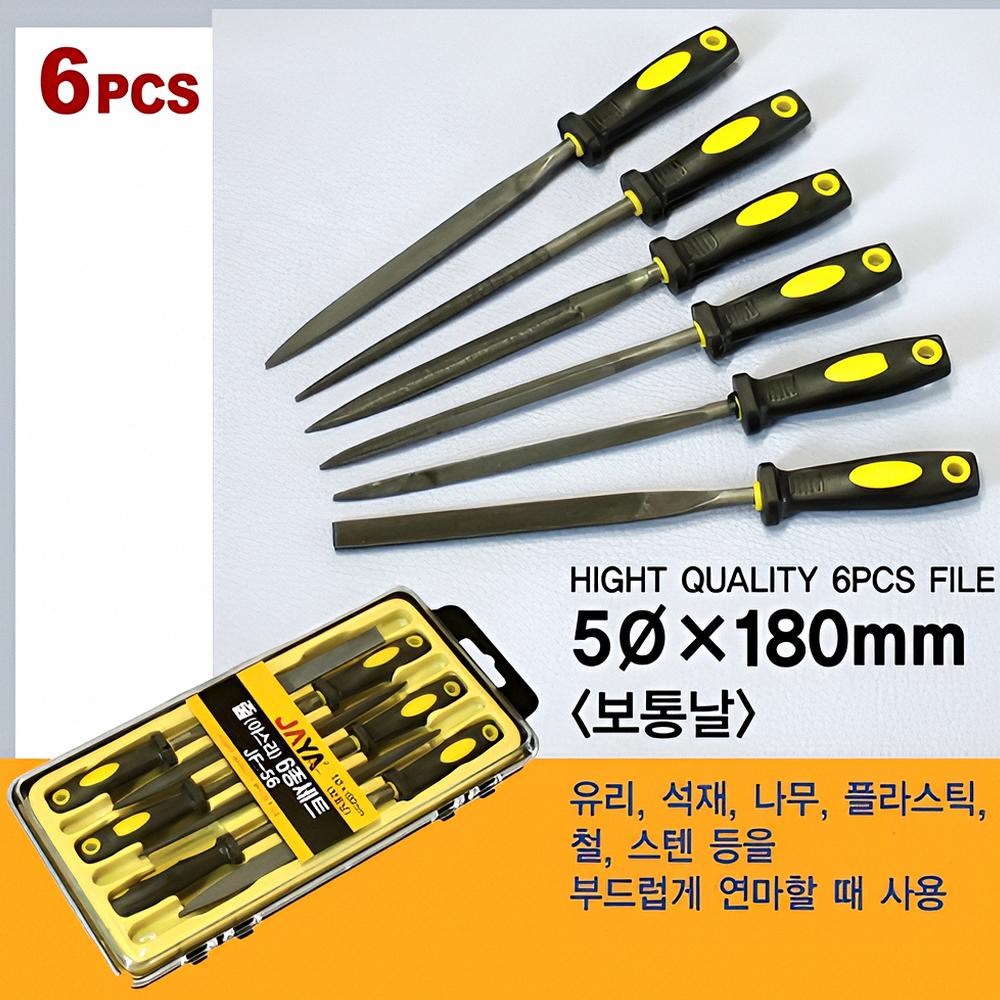 6PCS
HIGHT QUALITY 6PCS FILE
5Ø×180mm
<보통날>
유리, 석재, 나무, 플라스틱,
철, 스텐 등을
부드럽게 연마할 때 사용
JAYA®
줄(야스리) 6종세트
JF-56